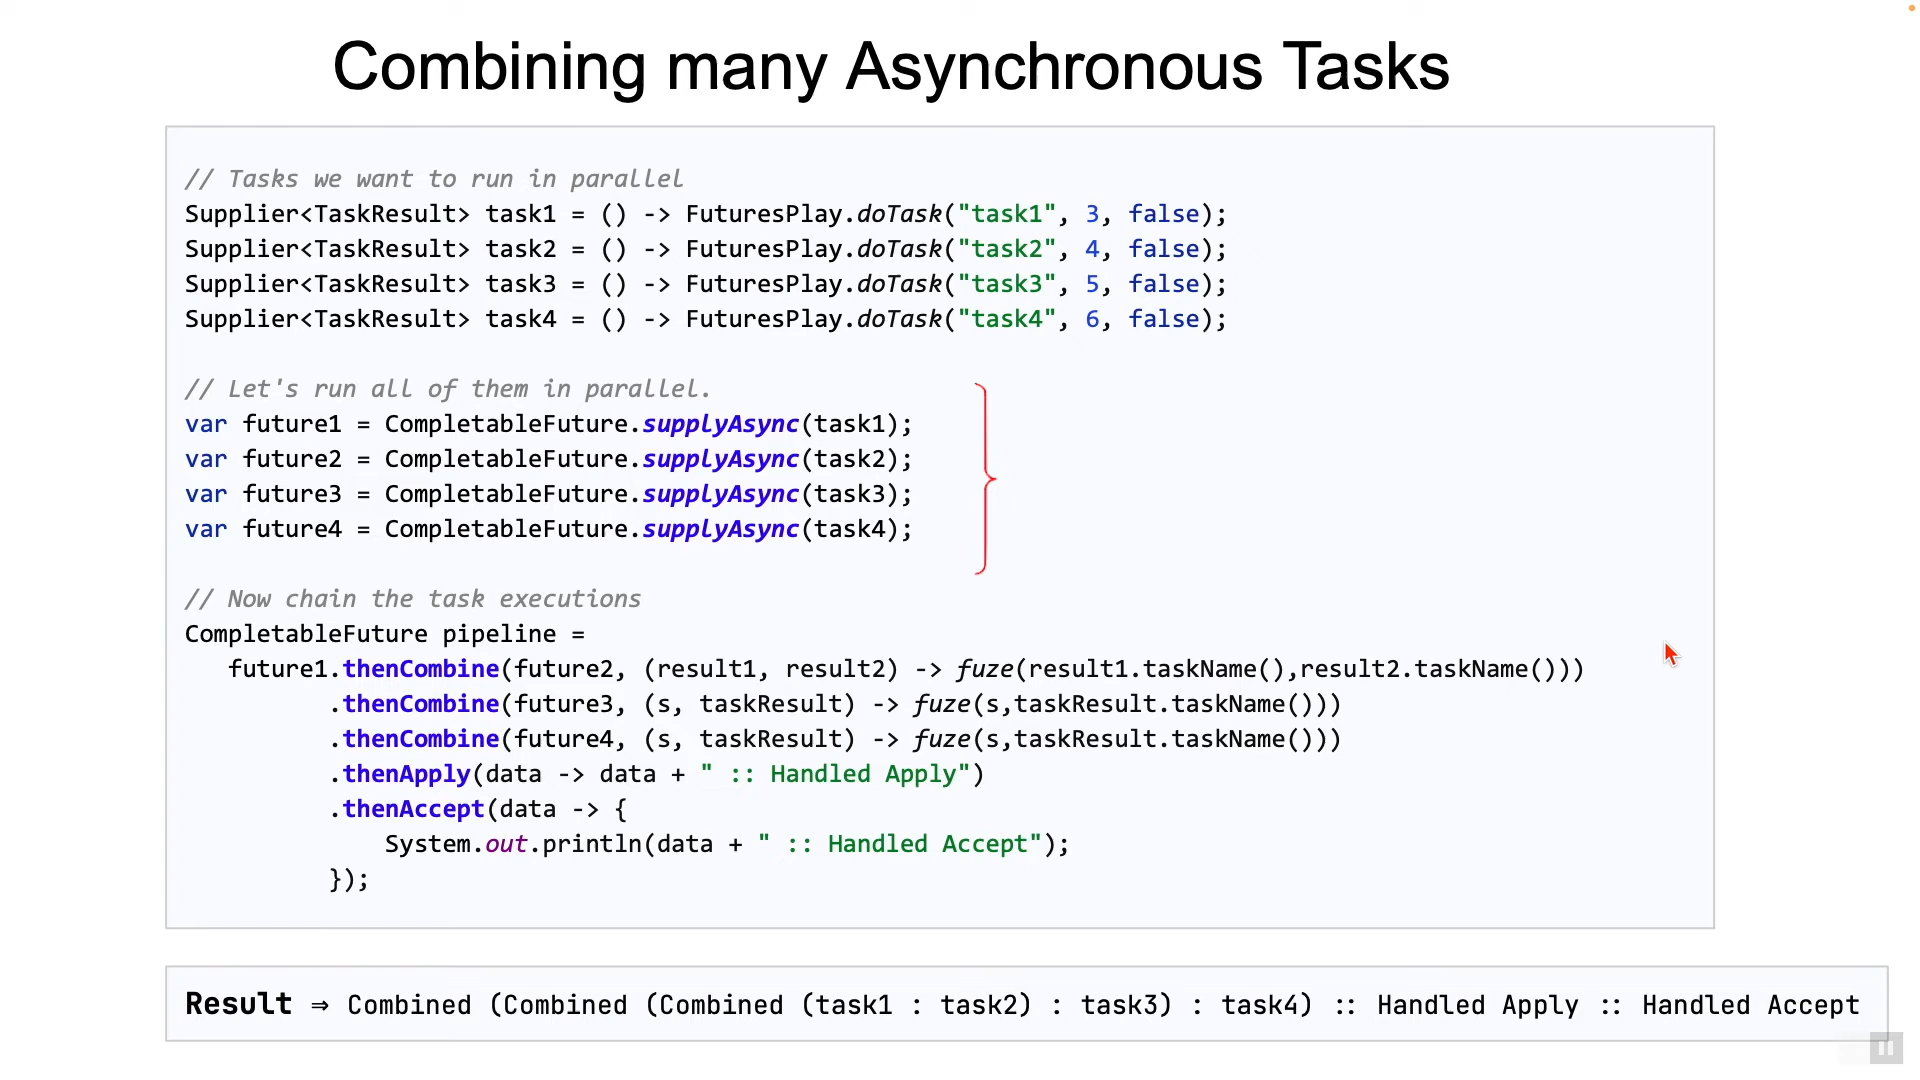 Combining many Asynchronous Tasks
// Tasks we want to run in parallel
Supplier<TaskResult> task1 = () -> FuturesPlay.doTask("task1", 3, false);
Supplier<TaskResult> task2 = () -> FuturesPlay.doTask("task2", 4, false);
Supplier<TaskResult> task3 = () -> FuturesPlay.doTask("task3", 5, false);
Supplier<TaskResult> task4 = () -> FuturesPlay.doTask("task4", 6, false);
// Let's run all of them in parallel.
var future1 = CompletableFuture.supplyAsync(task1);
var future2 = CompletableFuture.supplyAsync(task2);
var future3 = CompletableFuture.supplyAsync(task3);
var future4 = CompletableFuture.supplyAsync(task4);
// Now chain the task executions
CompletableFuture pipeline =
future1.thenCombine(future2, (result1, result2) -> fuze(result1.taskName(),result2.taskName()))
.thenCombine(future3, (s, taskResult) -> fuze(s,taskResult.taskName()))
.thenCombine(future4, (s, taskResult) -> fuze(s,taskResult.taskName()))
.thenApply(data -> data + " :: Handled Apply")
.thenAccept(data -> {
System.out.println(data + " :: Handled Accept");
});
Result ⇒ Combined (Combined (Combined (task1 : task2) : task3) : task4) :: Handled Apply :: Handled Accept